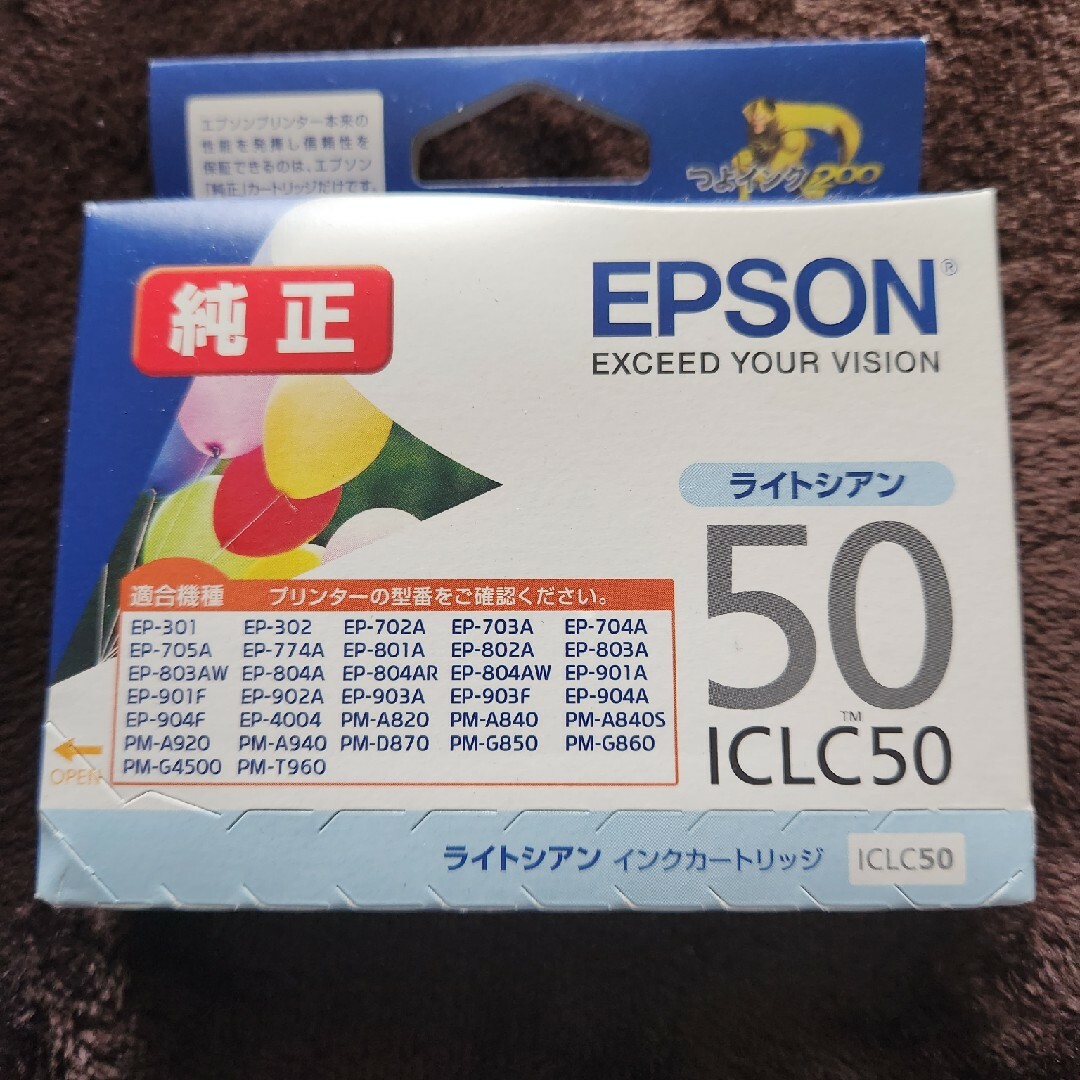 エプソンプリンター本来の
性能を発揮し信頼性を
保証できるのは、エプソン
「純正」カートリッジだけです。
つよインク200
純正
EPSON®
EXCEED YOUR VISION
ライトシアン
50
ICLC50™
適合機種 プリンターの型番をご確認ください。
EP-301 EP-302 EP-702A EP-703A EP-704A
EP-705A EP-774A EP-801A EP-802A EP-803A
EP-803AW EP-804A EP-804AR EP-804AW EP-901A
EP-901F EP-902A EP-903A EP-903F EP-904A
EP-904F EP-4004 PM-A820 PM-A840 PM-A840S
PM-A920 PM-A940 PM-D870 PM-G850 PM-G860
PM-G4500 PM-T960
OPEN
ライトシアン インクカートリッジ ICLC50